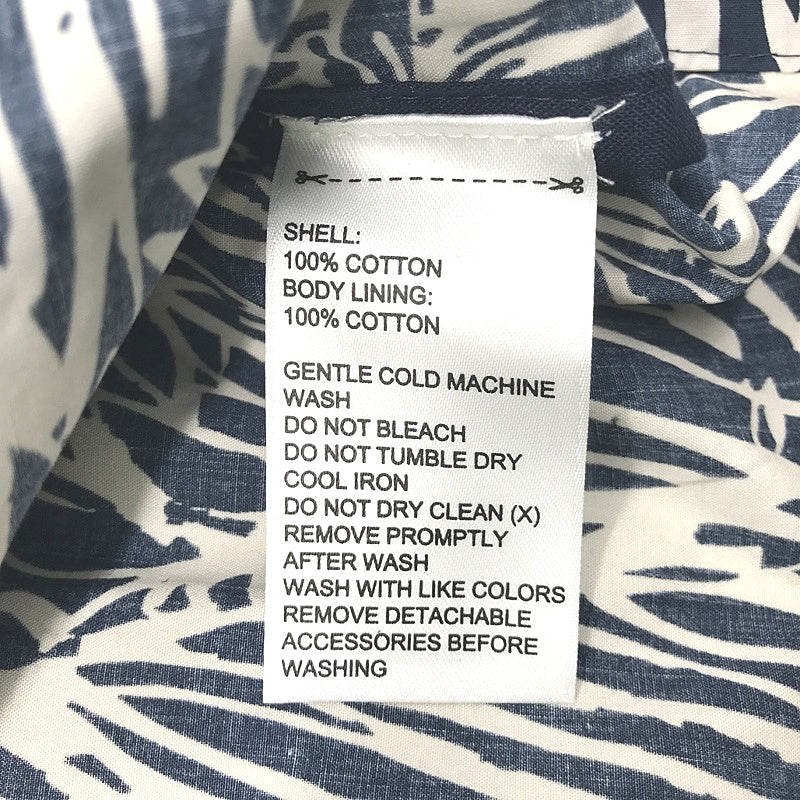 SHELL:
100% COTTON
BODY LINING:
100% COTTON
GENTLE COLD MACHINE
WASH
DO NOT BLEACH
DO NOT TUMBLE DRY
COOL IRON
DO NOT DRY CLEAN (X)
REMOVE PROMPTLY
AFTER WASH
WASH WITH LIKE COLORS
REMOVE DETACHABLE
ACCESSORIES BEFORE
WASHING